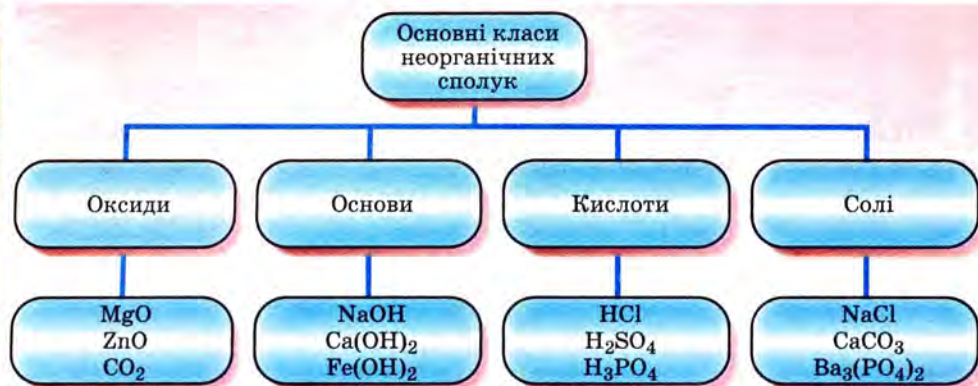 Основні класи
неорганічних
сполук
Оксиди
Основи
Кислоти
Солі
MgO
ZnO
CO₂
NaOH
Ca(OH)₂
Fe(OH)₂
HCl
H₂SO₄
H₃PO₄
NaCl
CaCO₃
Ba₃(PO₄)₂